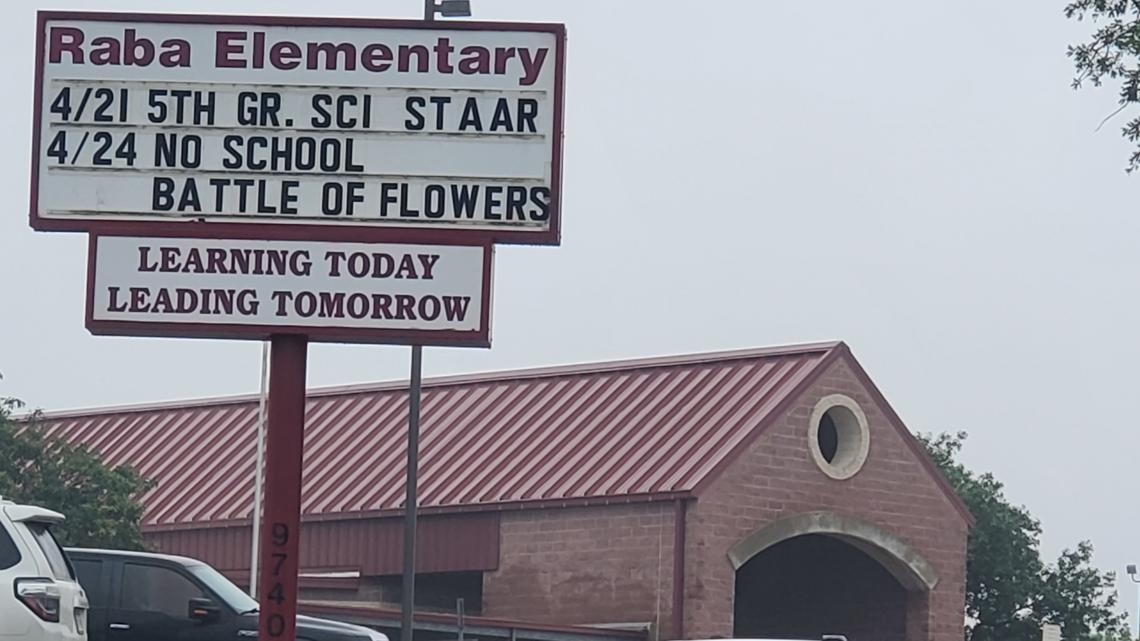 Raba Elementary
4/21 5TH GR. SCI STAAR
4/24 NO SCHOOL
BATTLE OF FLOWERS
LEARNING TODAY
LEADING TOMORROW
9740